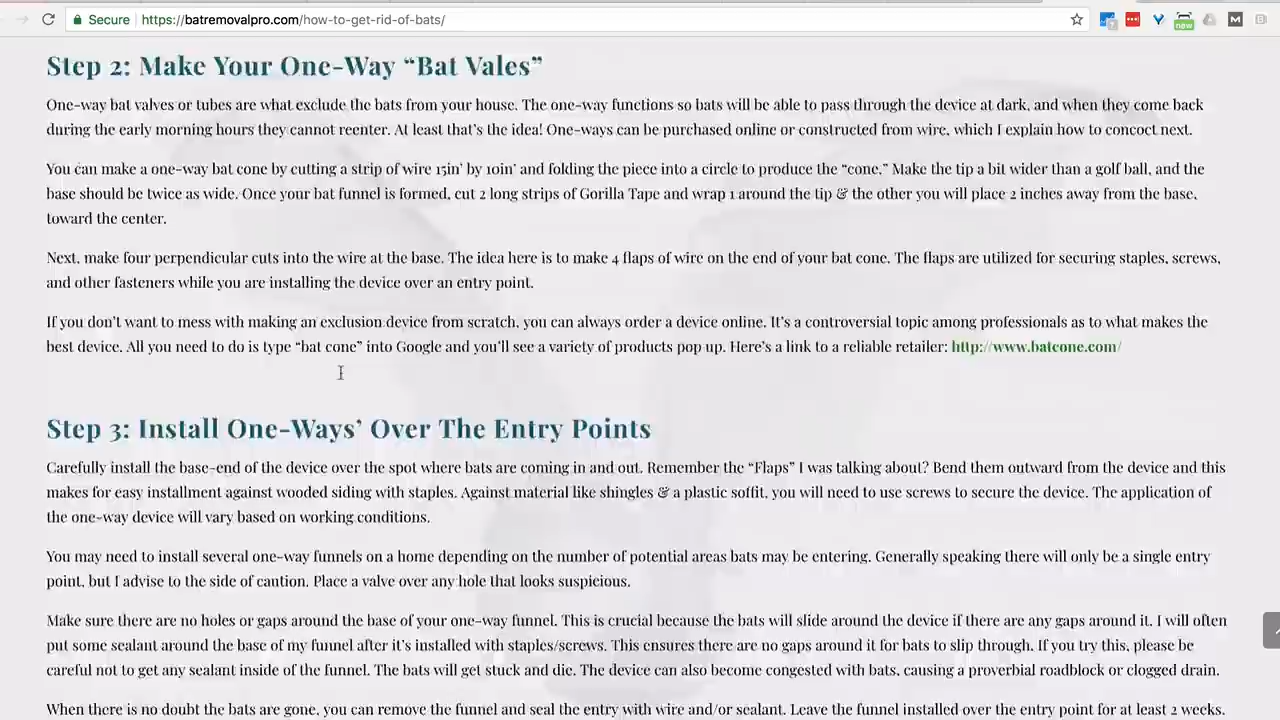 Secure
https://batremovalpro.com/how-to-get-rid-of-bats/
new
Step 2: Make Your One-Way “Bat Vales”
One-way bat valves or tubes are what exclude the bats from your house. The one-way functions so bats will be able to pass through the device at dark, and when they come back
during the early morning hours they cannot reenter. At least that’s the idea! One-ways can be purchased online or constructed from wire, which I explain how to concoct next.
You can make a one-way bat cone by cutting a strip of wire 15in’ by 10in’ and folding the piece into a circle to produce the “cone.” Make the tip a bit wider than a golf ball, and the
base should be twice as wide. Once your bat funnel is formed, cut 2 long strips of Gorilla Tape and wrap 1 around the tip & the other you will place 2 inches away from the base,
toward the center.
Next, make four perpendicular cuts into the wire at the base. The idea here is to make 4 flaps of wire on the end of your bat cone. The flaps are utilized for securing staples, screws,
and other fasteners while you are installing the device over an entry point.
If you don’t want to mess with making an exclusion device from scratch, you can always order a device online. It’s a controversial topic among professionals as to what makes the
best device. All you need to do is type “bat cone” into Google and you’ll see a variety of products pop up. Here’s a link to a reliable retailer: http://www.batcone.com/
Step 3: Install One-Ways’ Over The Entry Points
Carefully install the base-end of the device over the spot where bats are coming in and out. Remember the “Flaps” I was talking about? Bend them outward from the device and this
makes for easy installment against wooded siding with staples. Against material like shingles & a plastic soffit, you will need to use screws to secure the device. The application of
the one-way device will vary based on working conditions.
You may need to install several one-way funnels on a home depending on the number of potential areas bats may be entering. Generally speaking there will only be a single entry
point, but I advise to the side of caution. Place a valve over any hole that looks suspicious.
Make sure there are no holes or gaps around the base of your one-way funnel. This is crucial because the bats will slide around the device if there are any gaps around it. I will often
put some sealant around the base of my funnel after it’s installed with staples/screws. This ensures there are no gaps around it for bats to slip through. If you try this, please be
careful not to get any sealant inside of the funnel. The bats will get stuck and die. The device can also become congested with bats, causing a proverbial roadblock or clogged drain.
When there is no doubt the bats are gone, you can remove the funnel and seal the entry with wire and/or sealant. Leave the funnel installed over the entry point for at least 2 weeks.